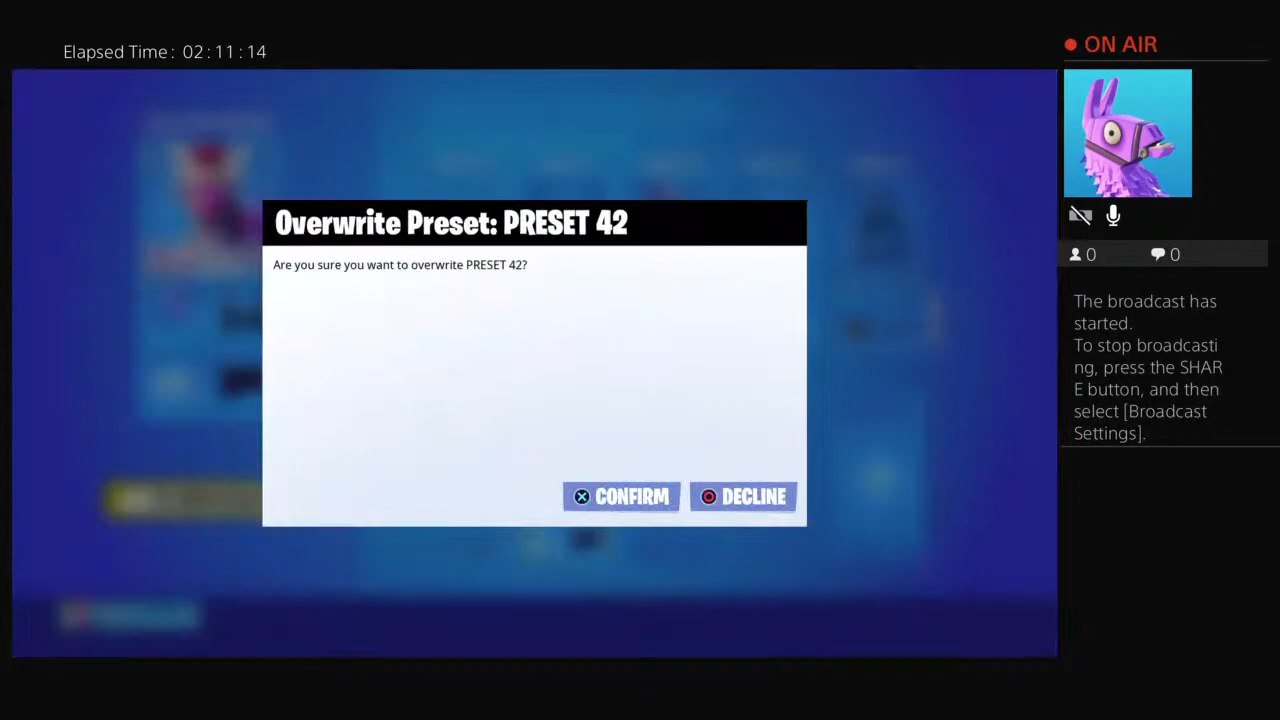 Elapsed Time: 02:11:14
ON AIR
Overwrite Preset: PRESET 42
Are you sure you want to overwrite PRESET 42?
CONFIRM
DECLINE
0
0
The broadcast has
started.
To stop broadcasti
ng, press the SHAR
E button, and then
select [Broadcast
Settings].